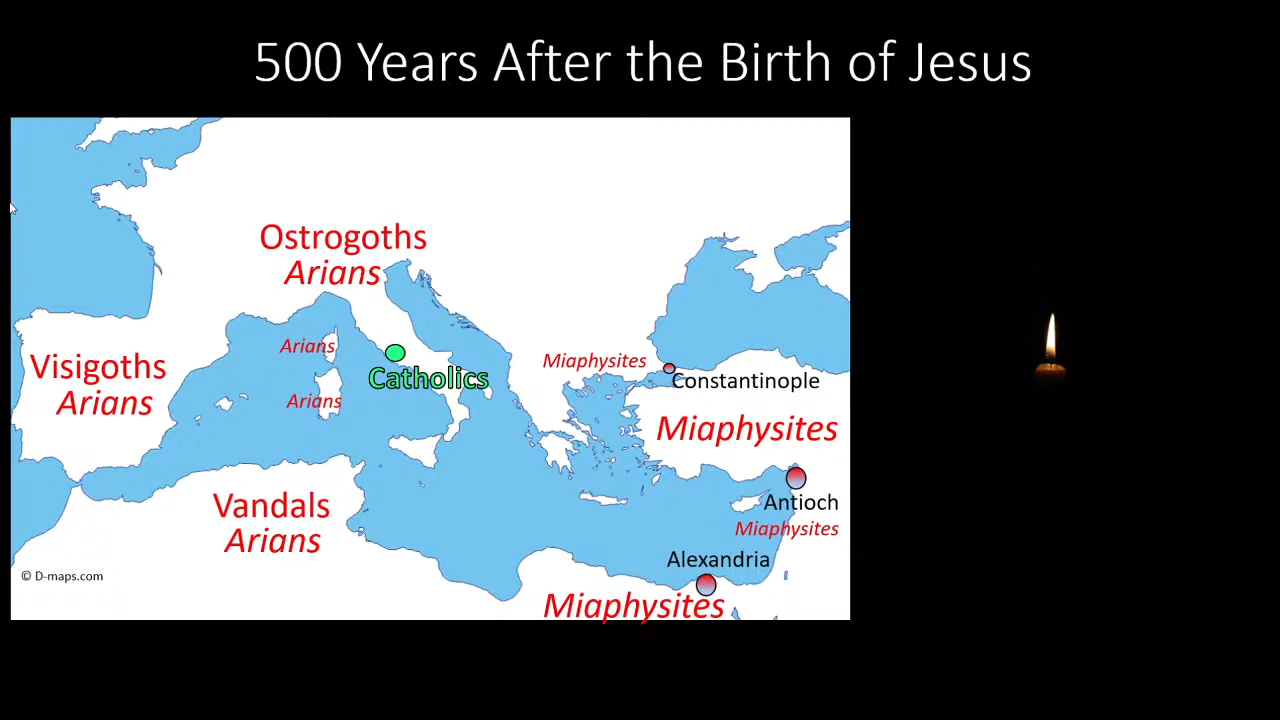 500 Years After the Birth of Jesus
Ostrogoths
Arians
Arians
Visigoths
Arians
Catholics
Arians
Miaphysites
Constantinople
Miaphysites
Vandals
Arians
Antioch
Miaphysites
Alexandria
Miaphysites
© D-maps.com